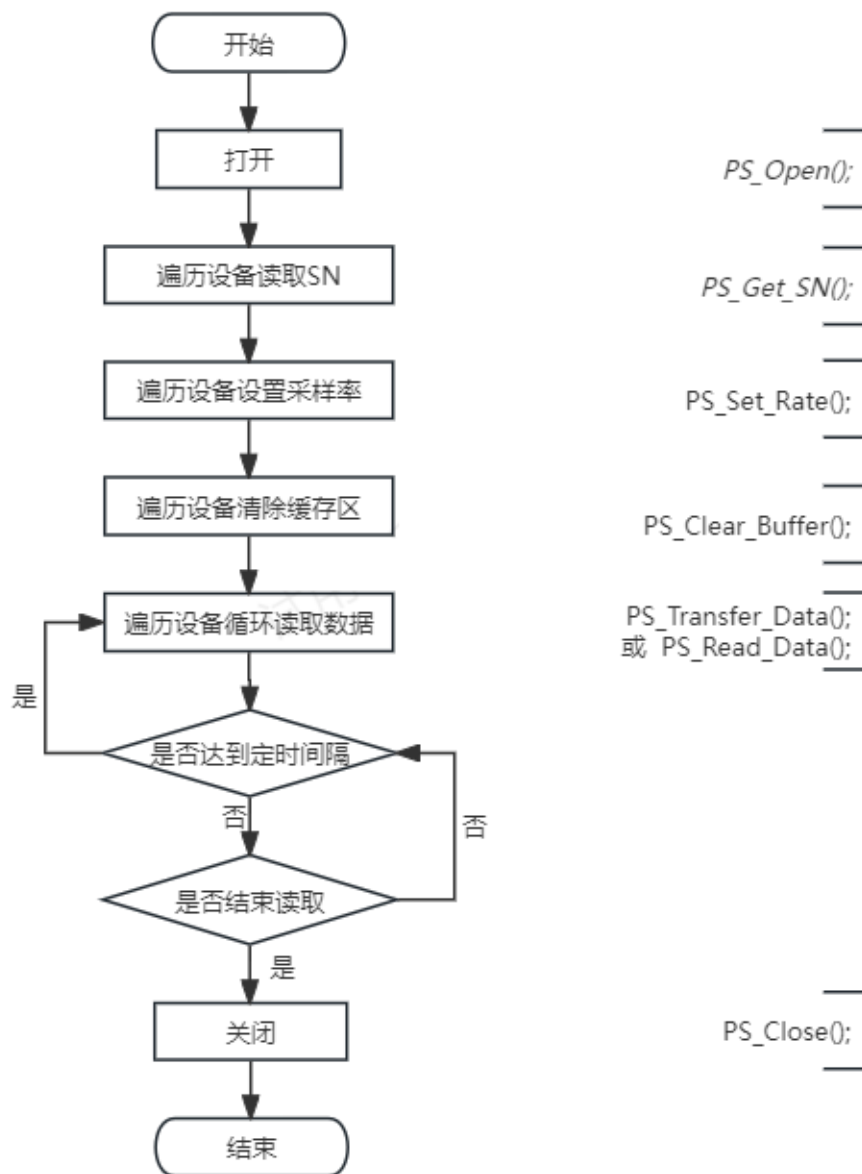 开始
打开
PS_Open();
遍历设备读取SN
PS_Get_SN();
遍历设备设置采样率
PS_Set_Rate();
遍历设备清除缓存区
PS_Clear_Buffer();
遍历设备循环读取数据
PS_Transfer_Data();
或 PS_Read_Data();
是
是否达到定时间隔
否
否
是否结束读取
是
关闭
PS_Close();
结束